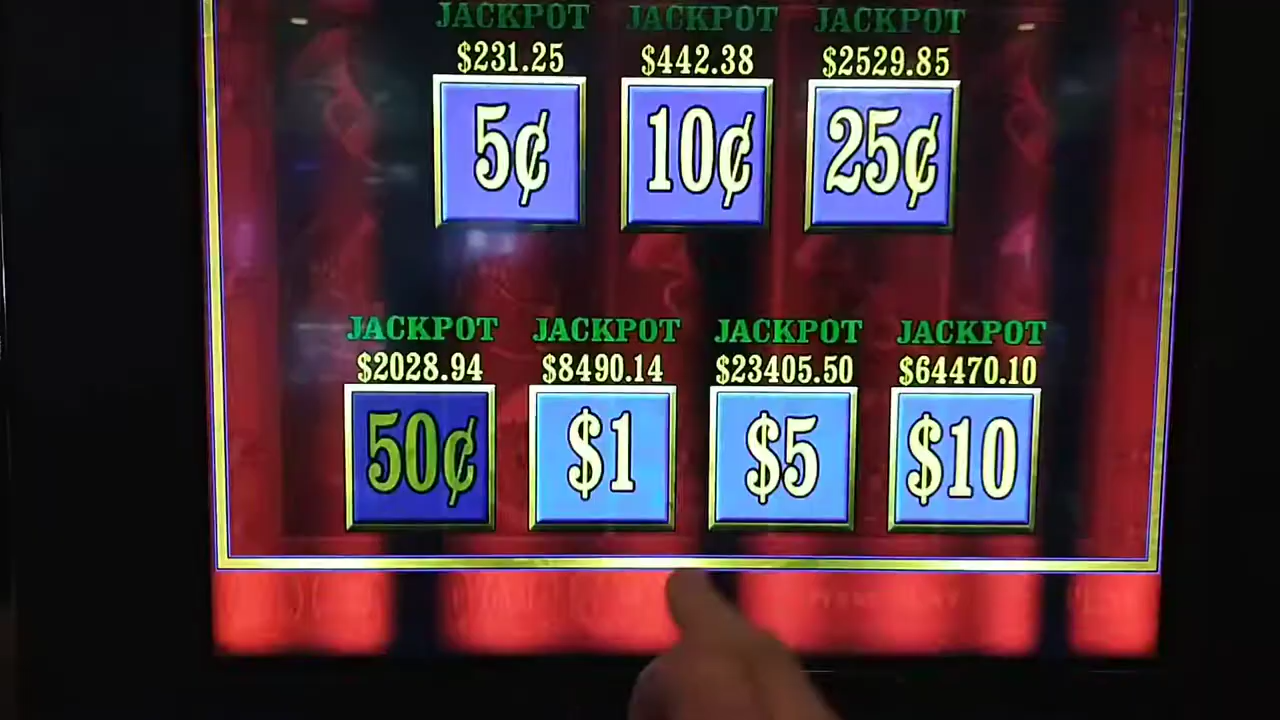 JACKPOT JACKPOT JACKPOT
$231.25 $442.38 $2529.85
5¢ 10¢ 25¢
JACKPOT JACKPOT JACKPOT JACKPOT
$2028.94 $8490.14 $23405.50 $64470.10
50¢ $1 $5 $10